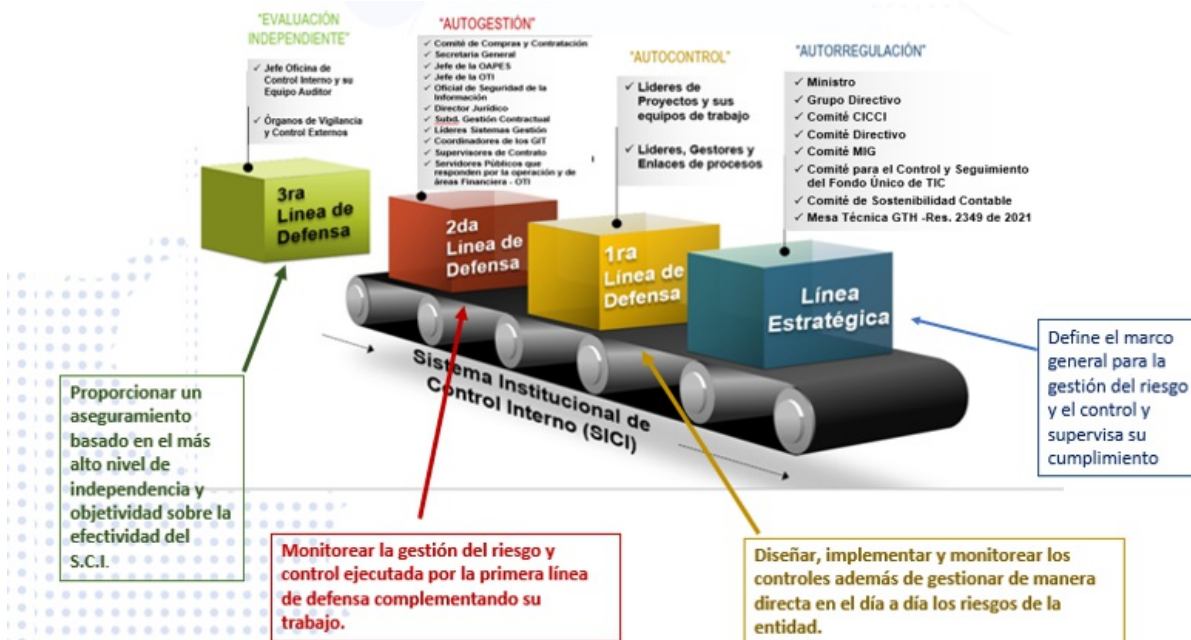 "EVALUACIÓN
INDEPENDIENTE"
✓ Jefe Oficina de
Control Interno y su
Equipo Auditor
✓ Órganos de Vigilancia
y Control Externos
3ra
Línea de
Defensa
"AUTOGESTIÓN"
✓ Comité de Compras y Contratación
✓ Secretaria General
✓ Jefe de la OAPES
✓ Jefe de la OTI
✓ Oficial de Seguridad de la
Información
✓ Director Jurídico
✓ Subd. Gestión Contractual
✓ Líderes Sistemas Gestión
✓ Coordinadores de los GIT
✓ Supervisores de Contrato
✓ Servidores Públicos que
responden por la operación y de
áreas Financiera - OTI
2da
Línea de
Defensa
"AUTOCONTROL"
✓ Lideres de
Proyectos y sus
equipos de trabajo
✓ Lideres, Gestores y
Enlaces de procesos
1ra
Línea de
Defensa
"AUTORREGULACIÓN"
✓ Ministro
✓ Grupo Directivo
✓ Comité CICCI
✓ Comité Directivo
✓ Comité MIG
✓ Comité para el Control y Seguimiento
del Fondo Único de TIC
✓ Comité de Sostenibilidad Contable
✓ Mesa Técnica GTH -Res. 2349 de 2021
Línea
Estratégica
Sistema Institucional de
Control Interno (SICI)
Proporcionar un
aseguramiento
basado en el más
alto nivel de
independencia y
objetividad sobre la
efectividad del
S.C.I.
Monitorear la gestión del riesgo y
control ejecutada por la primera línea
de defensa complementando su
trabajo.
Diseñar, implementar y monitorear los
controles además de gestionar de manera
directa en el día a día los riesgos de la
entidad.
Define el marco
general para la
gestión del riesgo
y el control y
supervisa su
cumplimiento